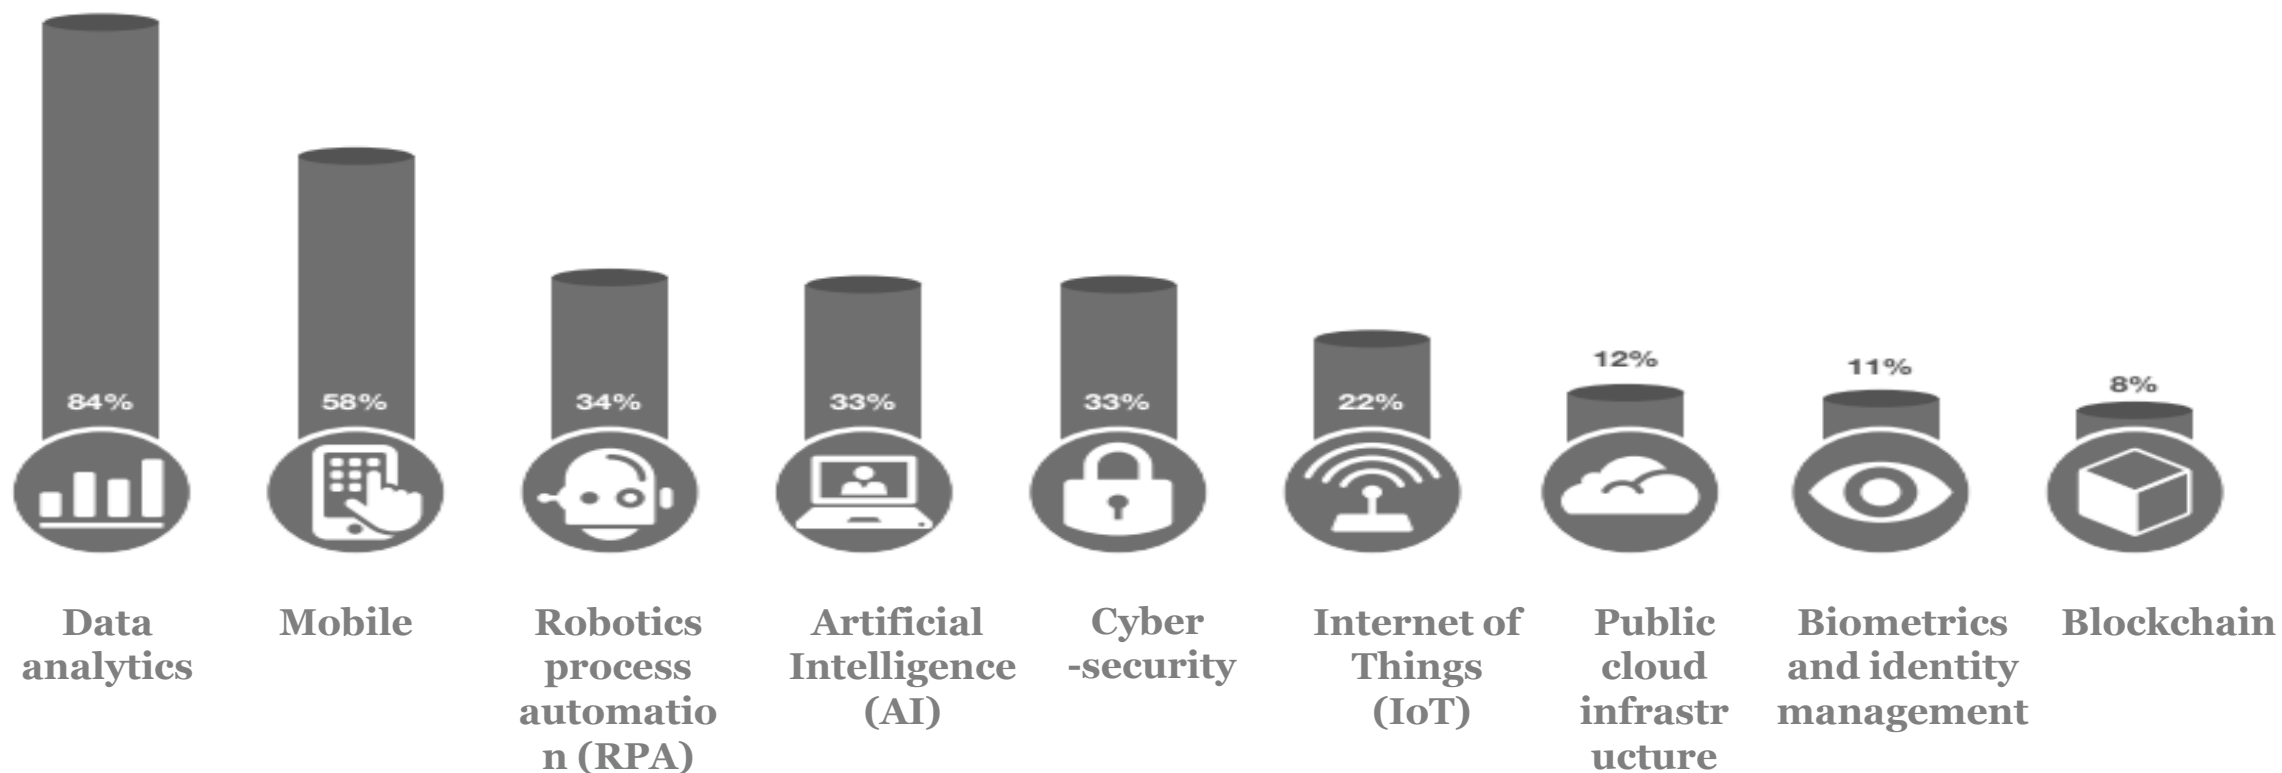 84%
58%
34%
33%
33%
22%
12%
11%
8%
Data
analytics
Mobile
Robotics
process
automatio
n (RPA)
Artificial
Intelligence
(AI)
Cyber
-security
Internet of
Things
(IoT)
Public
cloud
infrastr
ucture
Biometrics
and identity
management
Blockchain